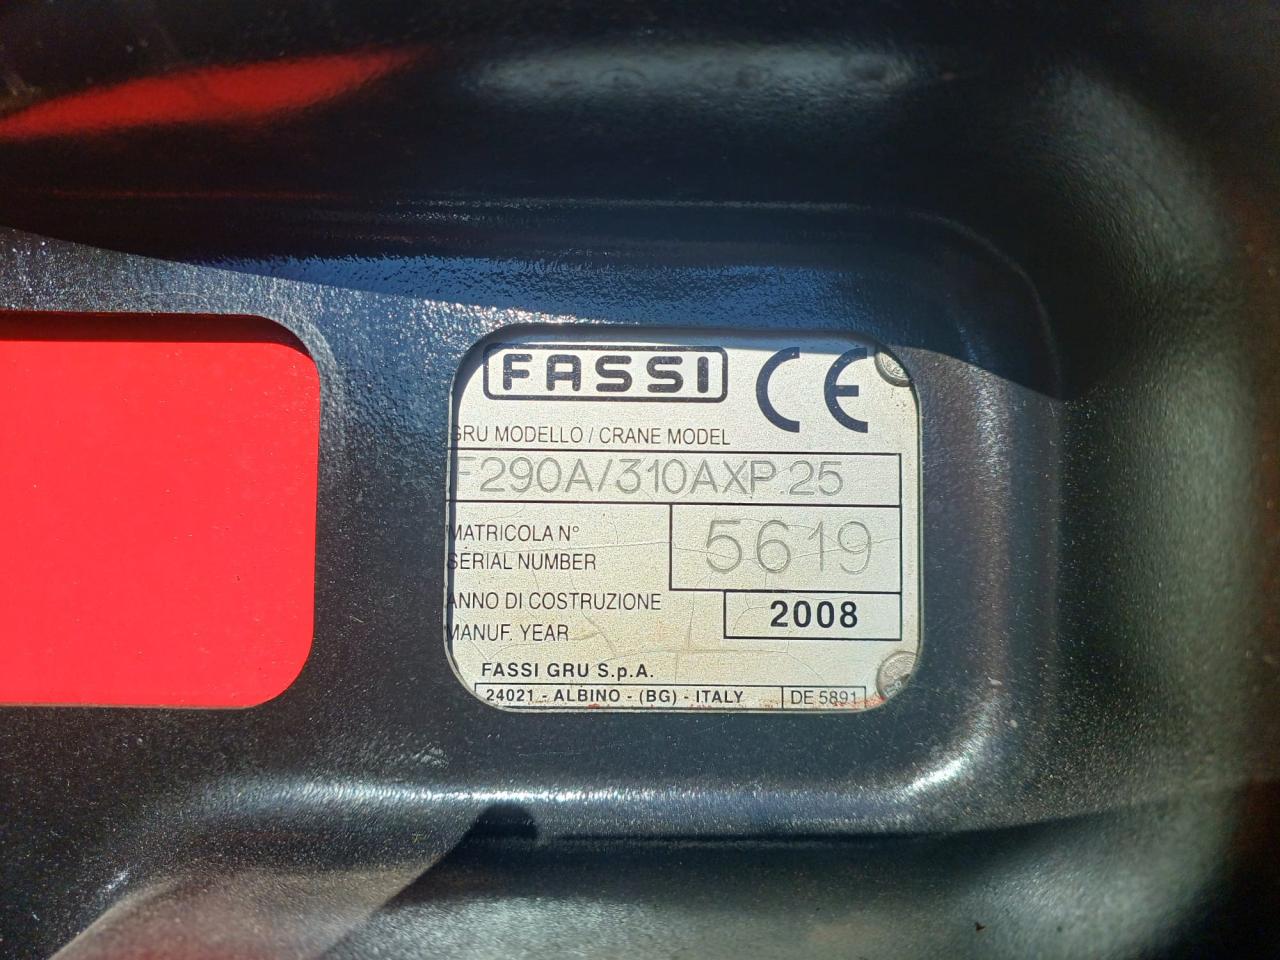 FASSI CE
GRU MODELLO / CRANE MODEL
F290A/310AXP.25
MATRICOLA N°
SERIAL NUMBER
5619
ANNO DI COSTRUZIONE
MANUF. YEAR
2008
FASSI GRU S.p.A.
24021 - ALBINO - (BG) - ITALY DE 5891